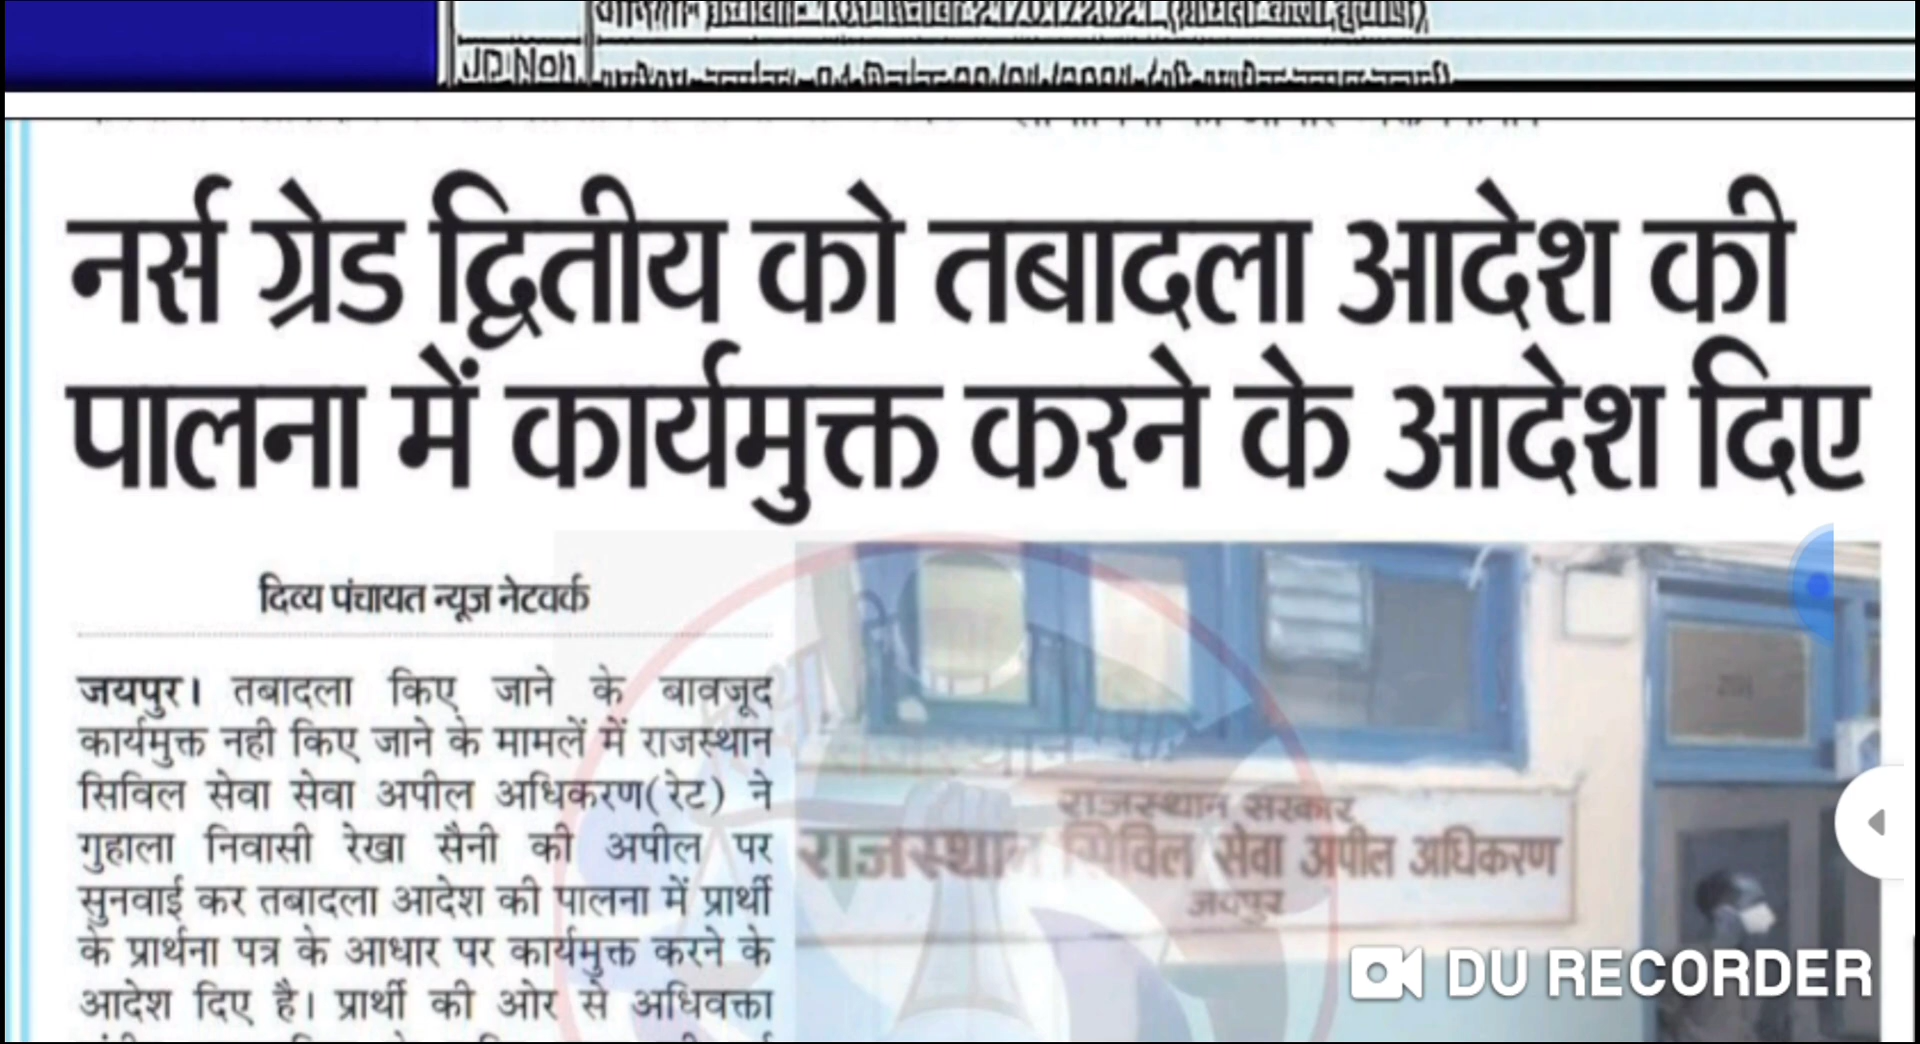 JD Non
नर्स ग्रेड द्वितीय को तबादला आदेश की
पालना में कार्यमुक्त करने के आदेश दिए
दिव्य पंचायत न्यूज नेटवर्क
जयपुर। तबादला किए जाने के बावजूद
कार्यमुक्त नही किए जाने के मामलें में राजस्थान
सिविल सेवा सेवा अपील अधिकरण(रेट) ने
गुहाला निवासी रेखा सैनी की अपील पर
सुनवाई कर तबादला आदेश की पालना में प्रार्थी
के प्रार्थना पत्र के आधार पर कार्यमुक्त करने के
आदेश दिए है। प्रार्थी की ओर से अधिवक्ता
राजस्थान सरकार
राजस्थान सिविल सेवा अपील अधिकरण
जयपुर
DU RECORDER